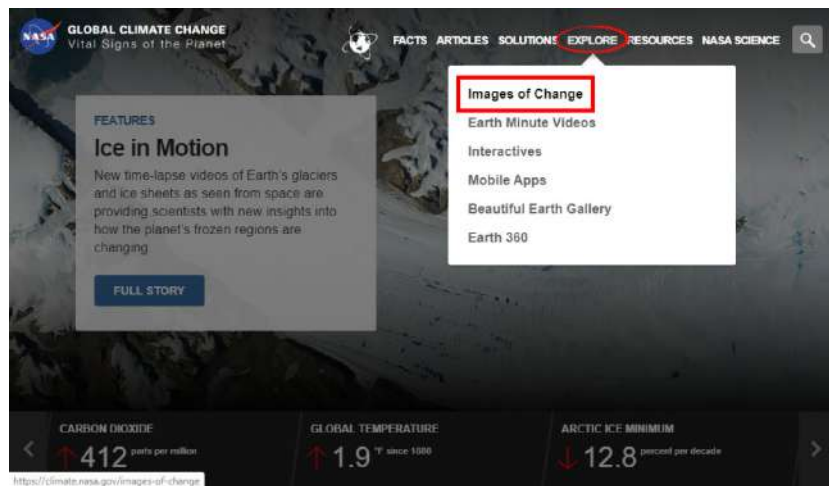 NASA
GLOBAL CLIMATE CHANGE
Vital Signs of the Planet
FACTS ARTICLES SOLUTIONS EXPLORE RESOURCES NASA SCIENCE
Images of Change
Earth Minute Videos
Interactives
Mobile Apps
Beautiful Earth Gallery
Earth 360
FEATURES
Ice in Motion
New time-lapse videos of Earth's glaciers
and ice sheets as seen from space are
providing scientists with new insights into
how the planet's frozen regions are
changing.
FULL STORY
CARBON DIOXIDE
↑ 412 parts per million
GLOBAL TEMPERATURE
↑ 1.9 °F since 1880
ARCTIC ICE MINIMUM
↓ 12.8 percent per decade
https://climate.nasa.gov/images-of-change